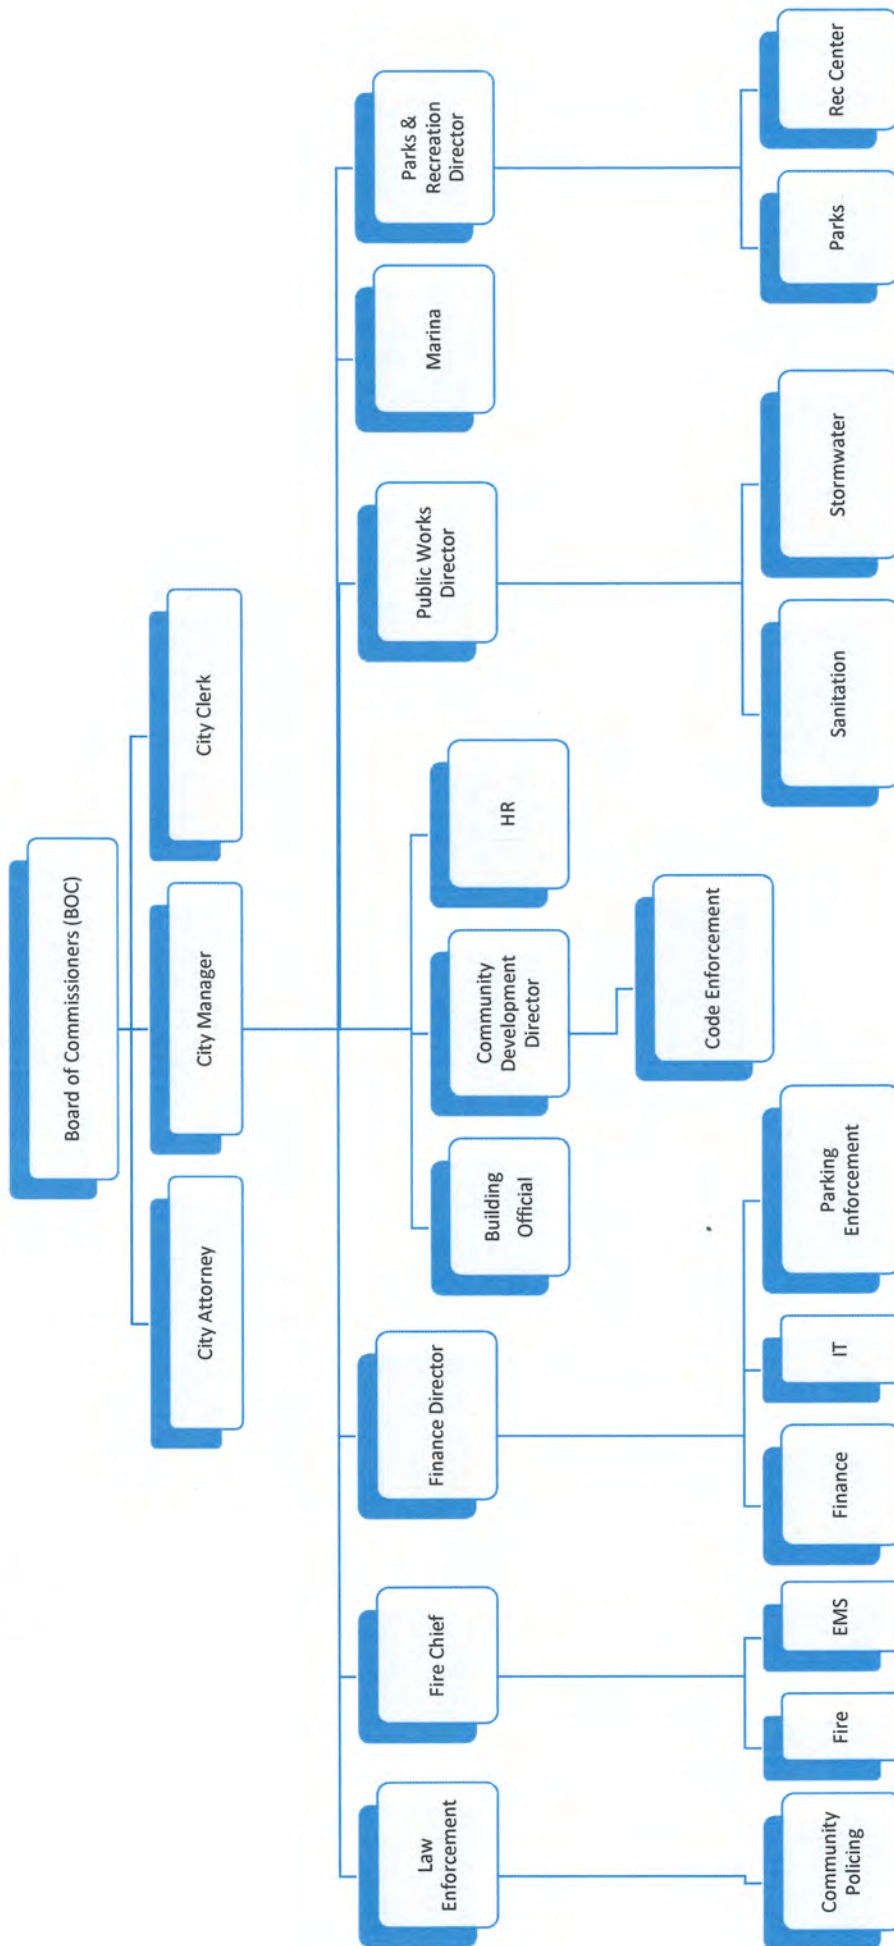 Board of Commissioners (BOC)
City Attorney
City Manager
City Clerk
Law
Enforcement
Fire Chief
Finance Director
Building
Official
Community
Development
Director
HR
Public Works
Director
Marina
Parks &
Recreation
Director
Code Enforcement
Community
Policing
Fire
EMS
Finance
IT
Parking
Enforcement
Sanitation
Stormwater
Parks
Rec Center